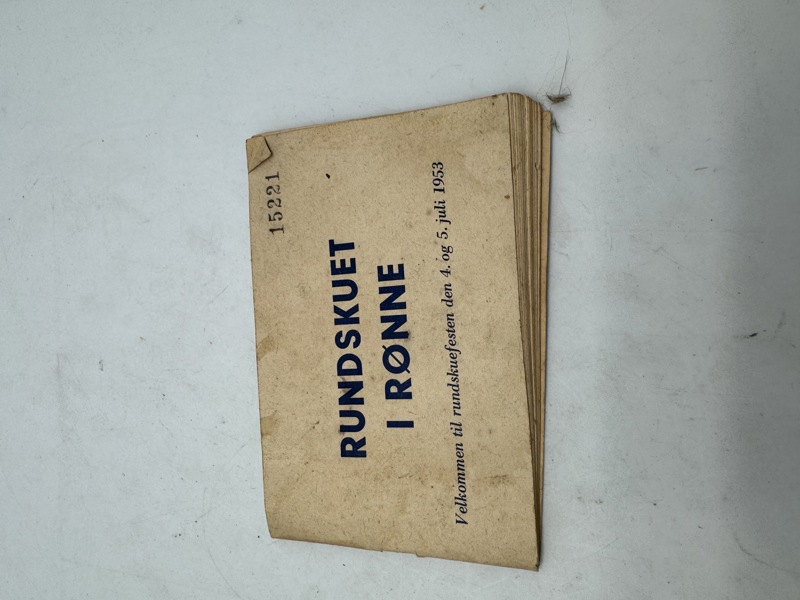 15221
RUNDSKUET
I RØNNE
Velkommen til rundskuefesten den 4. og 5. juli 1953